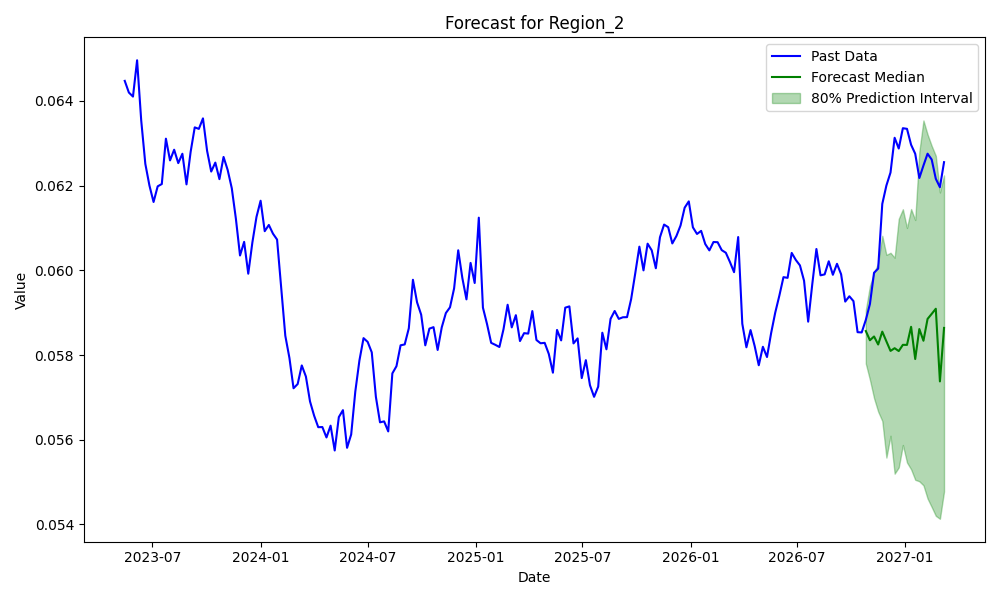 Forecast for Region_2
Past Data
Forecast Median
80% Prediction Interval
0.064
0.062
0.060
0.058
0.056
0.054
Value
2023-07
2024-01
2024-07
2025-01
2025-07
2026-01
2026-07
2027-01
Date